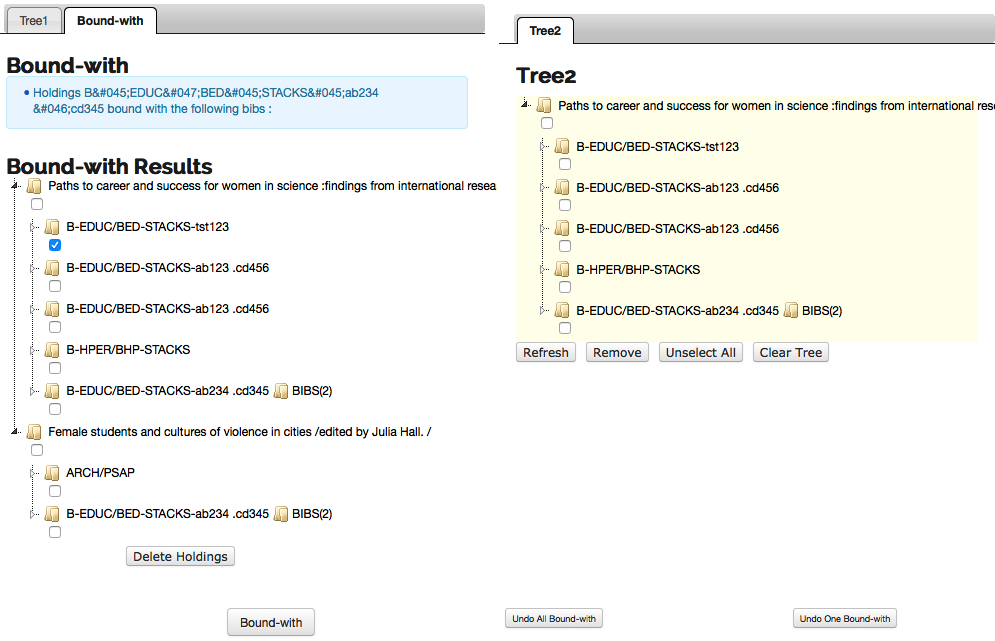 Tree1
Bound-with
Bound-with
Holdings B&#045;EDUC&#047;BED&#045;STACKS&#045;ab234
&#046;cd345 bound with the following bibs :
Bound-with Results
Paths to career and success for women in science :findings from international resea
B-EDUC/BED-STACKS-tst123
B-EDUC/BED-STACKS-ab123 .cd456
B-EDUC/BED-STACKS-ab123 .cd456
B-HPER/BHP-STACKS
B-EDUC/BED-STACKS-ab234 .cd345 BIBS(2)
Female students and cultures of violence in cities /edited by Julia Hall. /
ARCH/PSAP
B-EDUC/BED-STACKS-ab234 .cd345 BIBS(2)
Delete Holdings
Bound-with
Tree2
Tree2
Paths to career and success for women in science :findings from international rese
B-EDUC/BED-STACKS-tst123
B-EDUC/BED-STACKS-ab123 .cd456
B-EDUC/BED-STACKS-ab123 .cd456
B-HPER/BHP-STACKS
B-EDUC/BED-STACKS-ab234 .cd345 BIBS(2)
Refresh Remove Unselect All Clear Tree
Undo All Bound-with
Undo One Bound-with